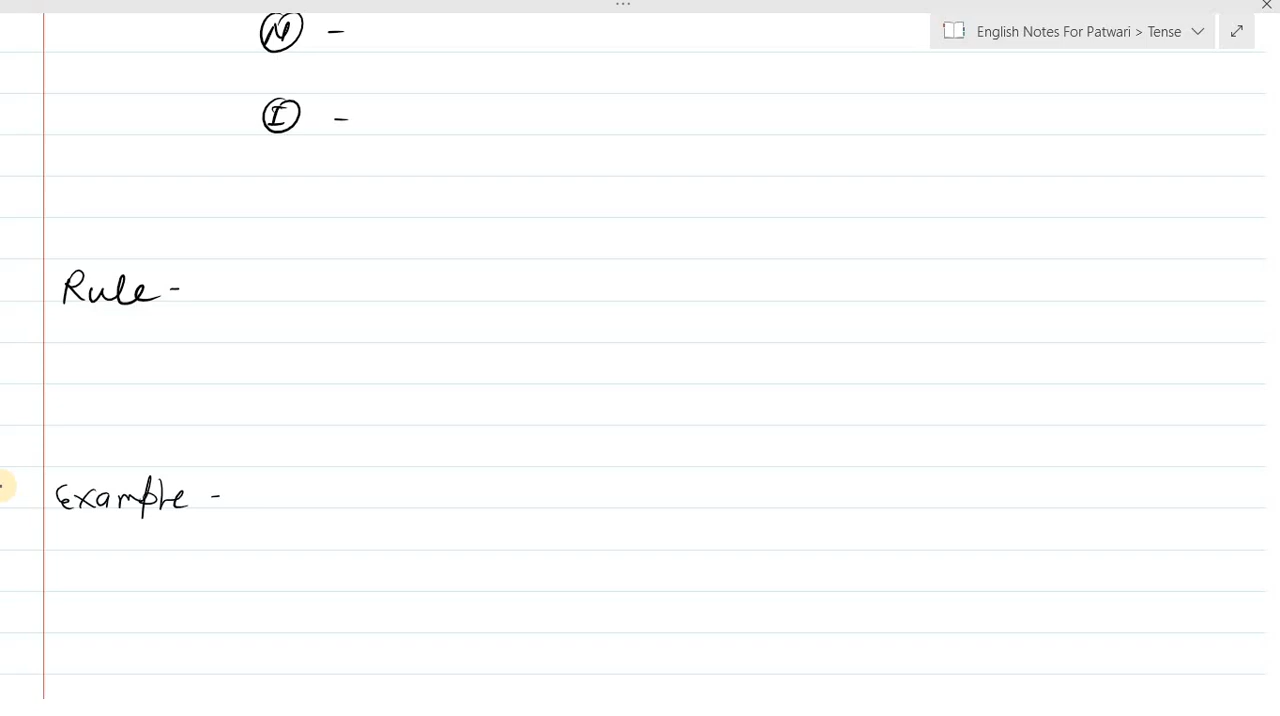 Ⓝ -
English Notes For Patwari > Tense
Ⓘ -
Rule -
Example -